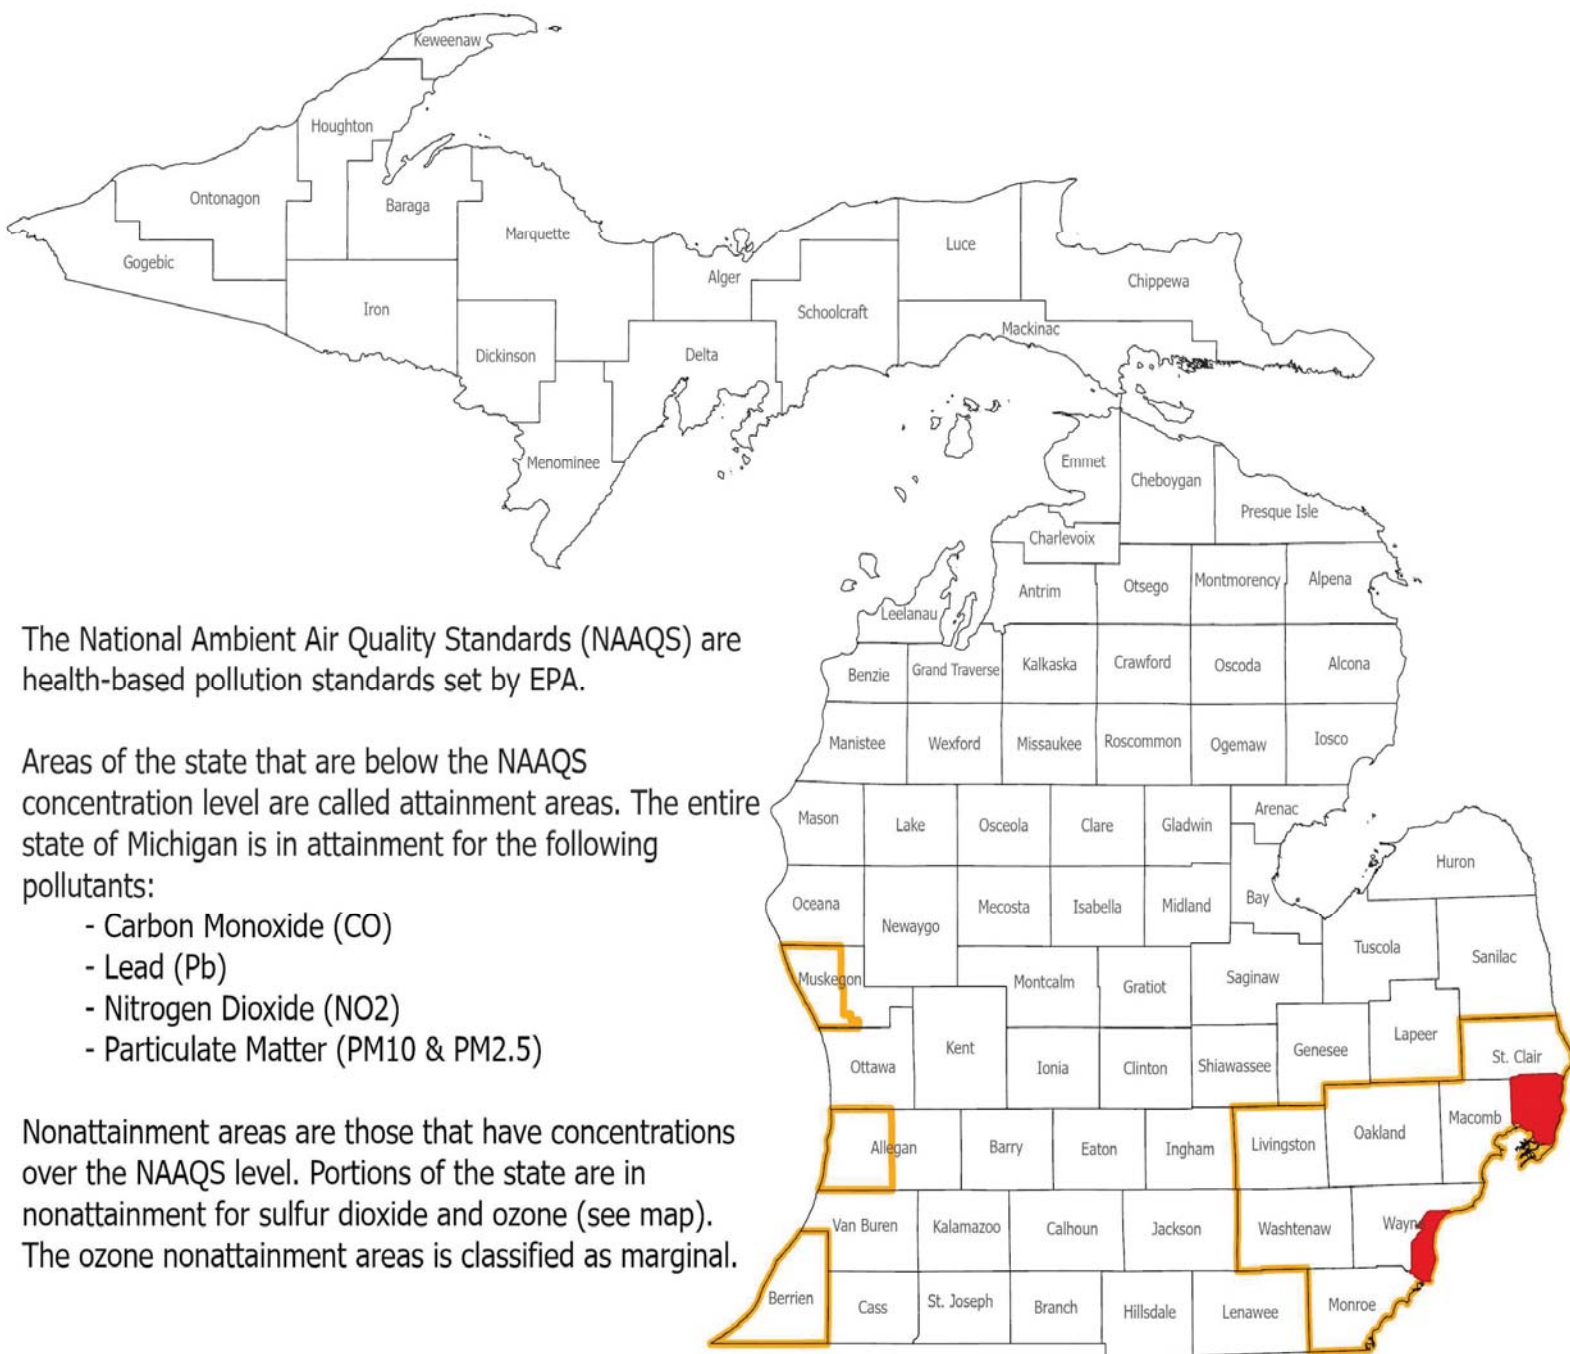 Keweenaw
Houghton
Ontonagon
Baraga
Marquette
Gogebic
Luce
Alger
Chippewa
Iron
Schoolcraft
Mackinac
Dickinson
Delta
Menominee
Emmet
Cheboygan
Presque Isle
Charlevoix
Antrim
Otsego
Montmorency
Alpena
Leelanau
Benzie
Grand Traverse
Kalkaska
Crawford
Oscoda
Alcona
Manistee
Wexford
Missaukee
Roscommon
Ogemaw
Iosco
Mason
Lake
Osceola
Clare
Gladwin
Arenac
Huron
Oceana
Newaygo
Mecosta
Isabella
Midland
Bay
Tuscola
Sanilac
Muskegon
Montcalm
Gratiot
Saginaw
Ottawa
Kent
Ionia
Clinton
Shiawassee
Genesee
Lapeer
St. Clair
Allegan
Barry
Eaton
Ingham
Livingston
Oakland
Macomb
Van Buren
Kalamazoo
Calhoun
Jackson
Washtenaw
Wayne
Berrien
Cass
St. Joseph
Branch
Hillsdale
Lenawee
Monroe
The National Ambient Air Quality Standards (NAAQS) are
health-based pollution standards set by EPA.
Areas of the state that are below the NAAQS
concentration level are called attainment areas. The entire
state of Michigan is in attainment for the following
pollutants:
- Carbon Monoxide (CO)
- Lead (Pb)
- Nitrogen Dioxide (NO2)
- Particulate Matter (PM10 & PM2.5)
Nonattainment areas are those that have concentrations
over the NAAQS level. Portions of the state are in
nonattainment for sulfur dioxide and ozone (see map).
The ozone nonattainment areas is classified as marginal.